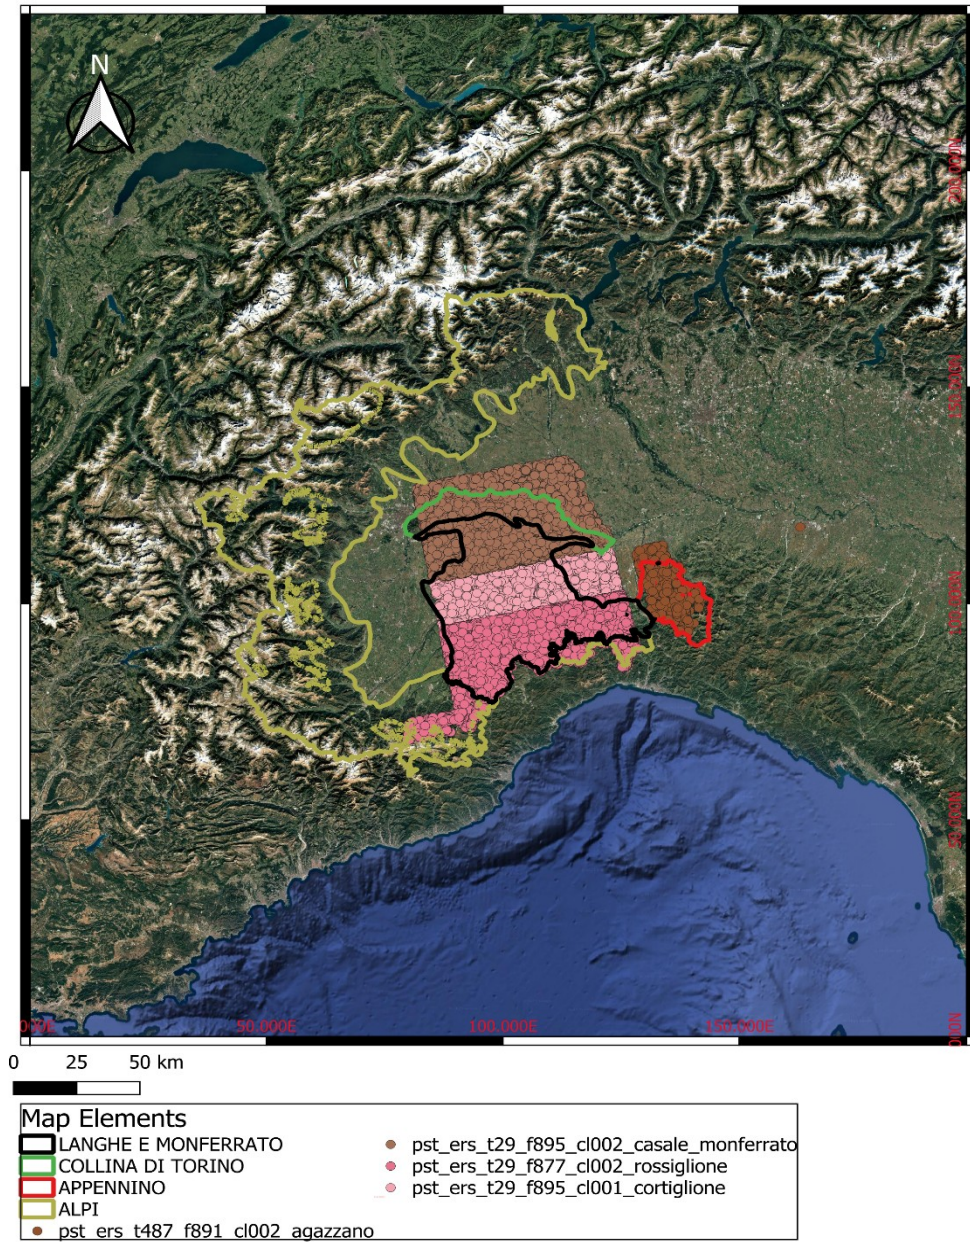 N
50.000E
100.000E
150.000E
0 25 50 km
Map Elements
LANGHE E MONFERRATO
COLLINA DI TORINO
APPENNINO
ALPI
pst_ers_t487_f891_cl002_agazzano
pst_ers_t29_f895_cl002_casale_monferrato
pst_ers_t29_f877_cl002_rossiglione
pst_ers_t29_f895_cl001_cortiglione